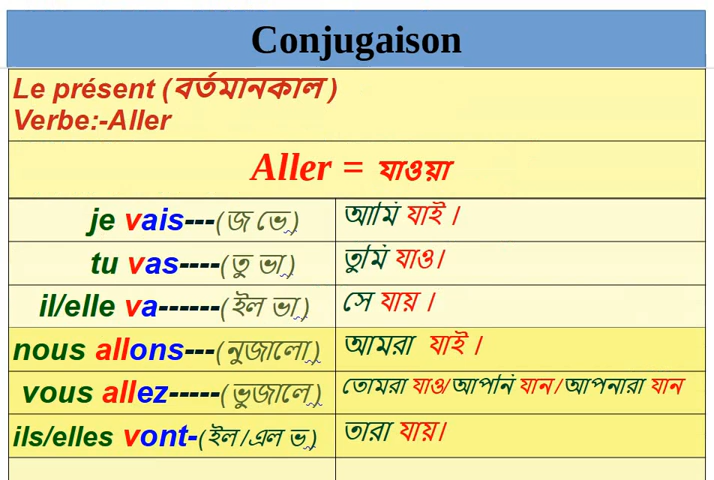 Conjugaison
Le présent (বর্তমানকাল)
Verbe:-Aller
Aller = যাওয়া
je vais---(জ ভে) আমি যাই।
tu vas----(তু ভা) তুমি যাও।
il/elle va------(ইল ভা) সে যায়।
nous allons---(নুজালো) আমরা যাই।
vous allez-----(ভুজালে) তোমরা যাও/আপনি যান/আপনারা যান
ils/elles vont-(ইল/এল ভ) তারা যায়।